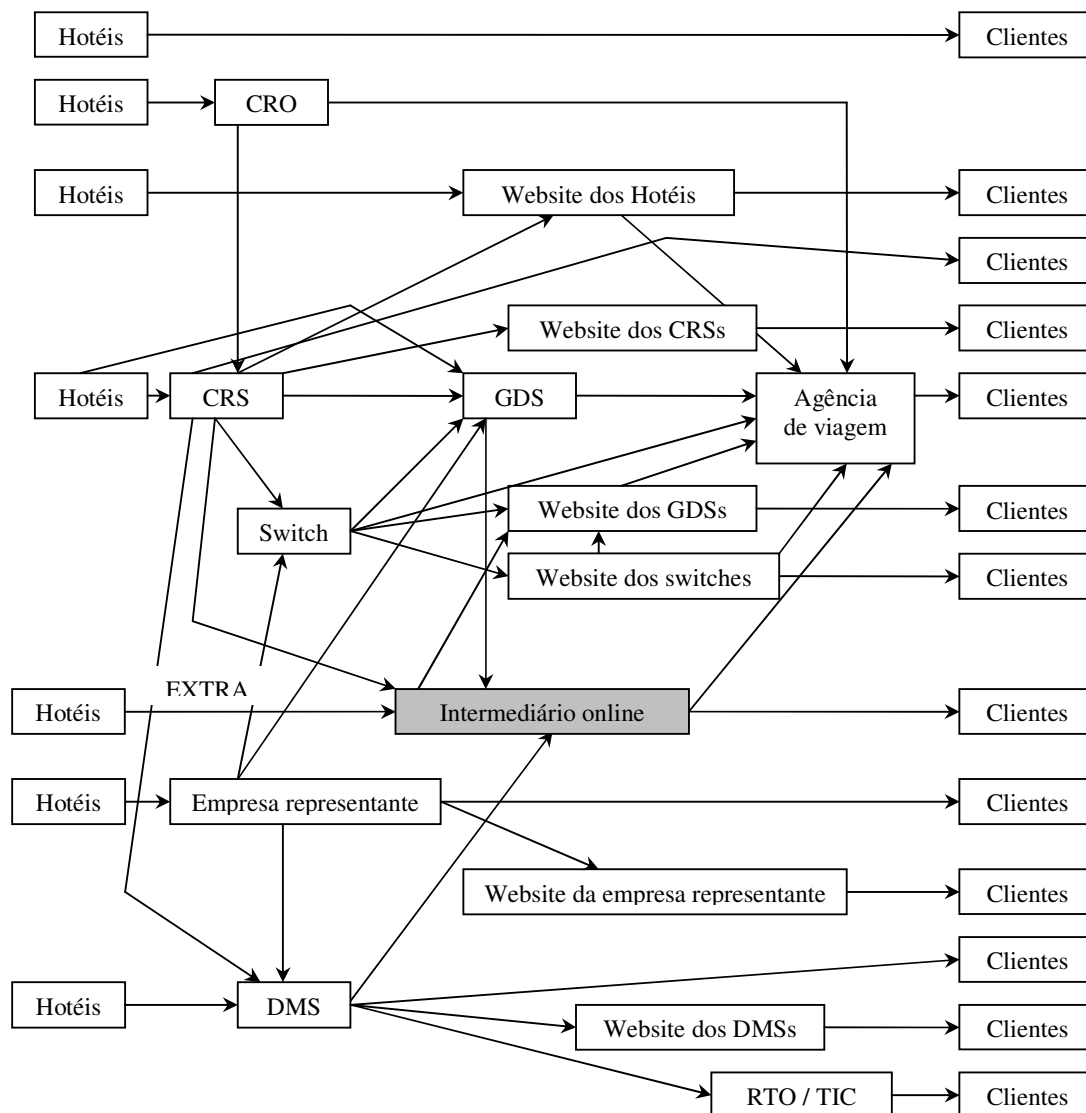 Hotéis
Clientes
Hotéis
CRO
Hotéis
Website dos Hotéis
Clientes
Clientes
Website dos CRSs
Clientes
Hotéis
CRS
GDS
Agência
de viagem
Clientes
Switch
Website dos GDSs
Clientes
Website dos switches
Clientes
EXTRA
Hotéis
Intermediário online
Clientes
Hotéis
Empresa representante
Clientes
Website da empresa representante
Clientes
Clientes
Hotéis
DMS
Website dos DMSs
Clientes
RTO / TIC
Clientes